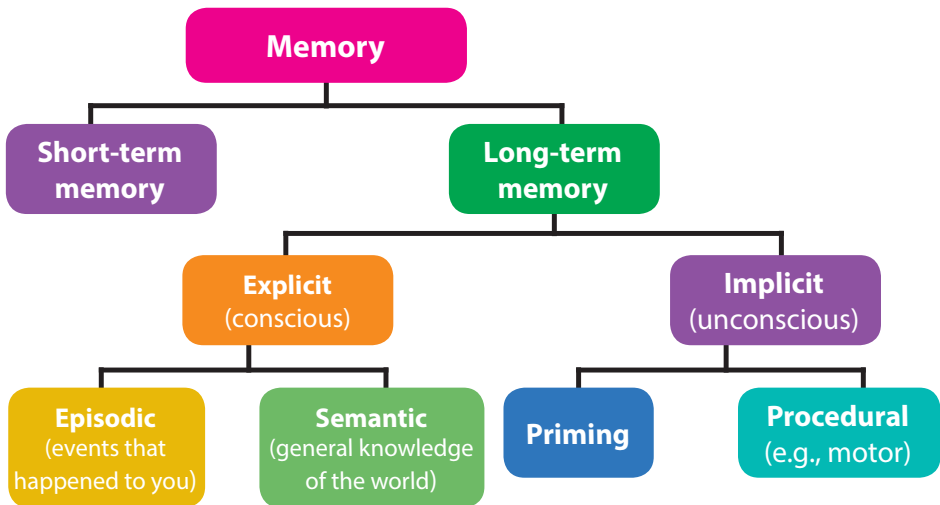 Memory
Short-term
memory
Long-term
memory
Explicit
(conscious)
Implicit
(unconscious)
Episodic
(events that
happened to you)
Semantic
(general knowledge
of the world)
Priming
Procedural
(e.g., motor)